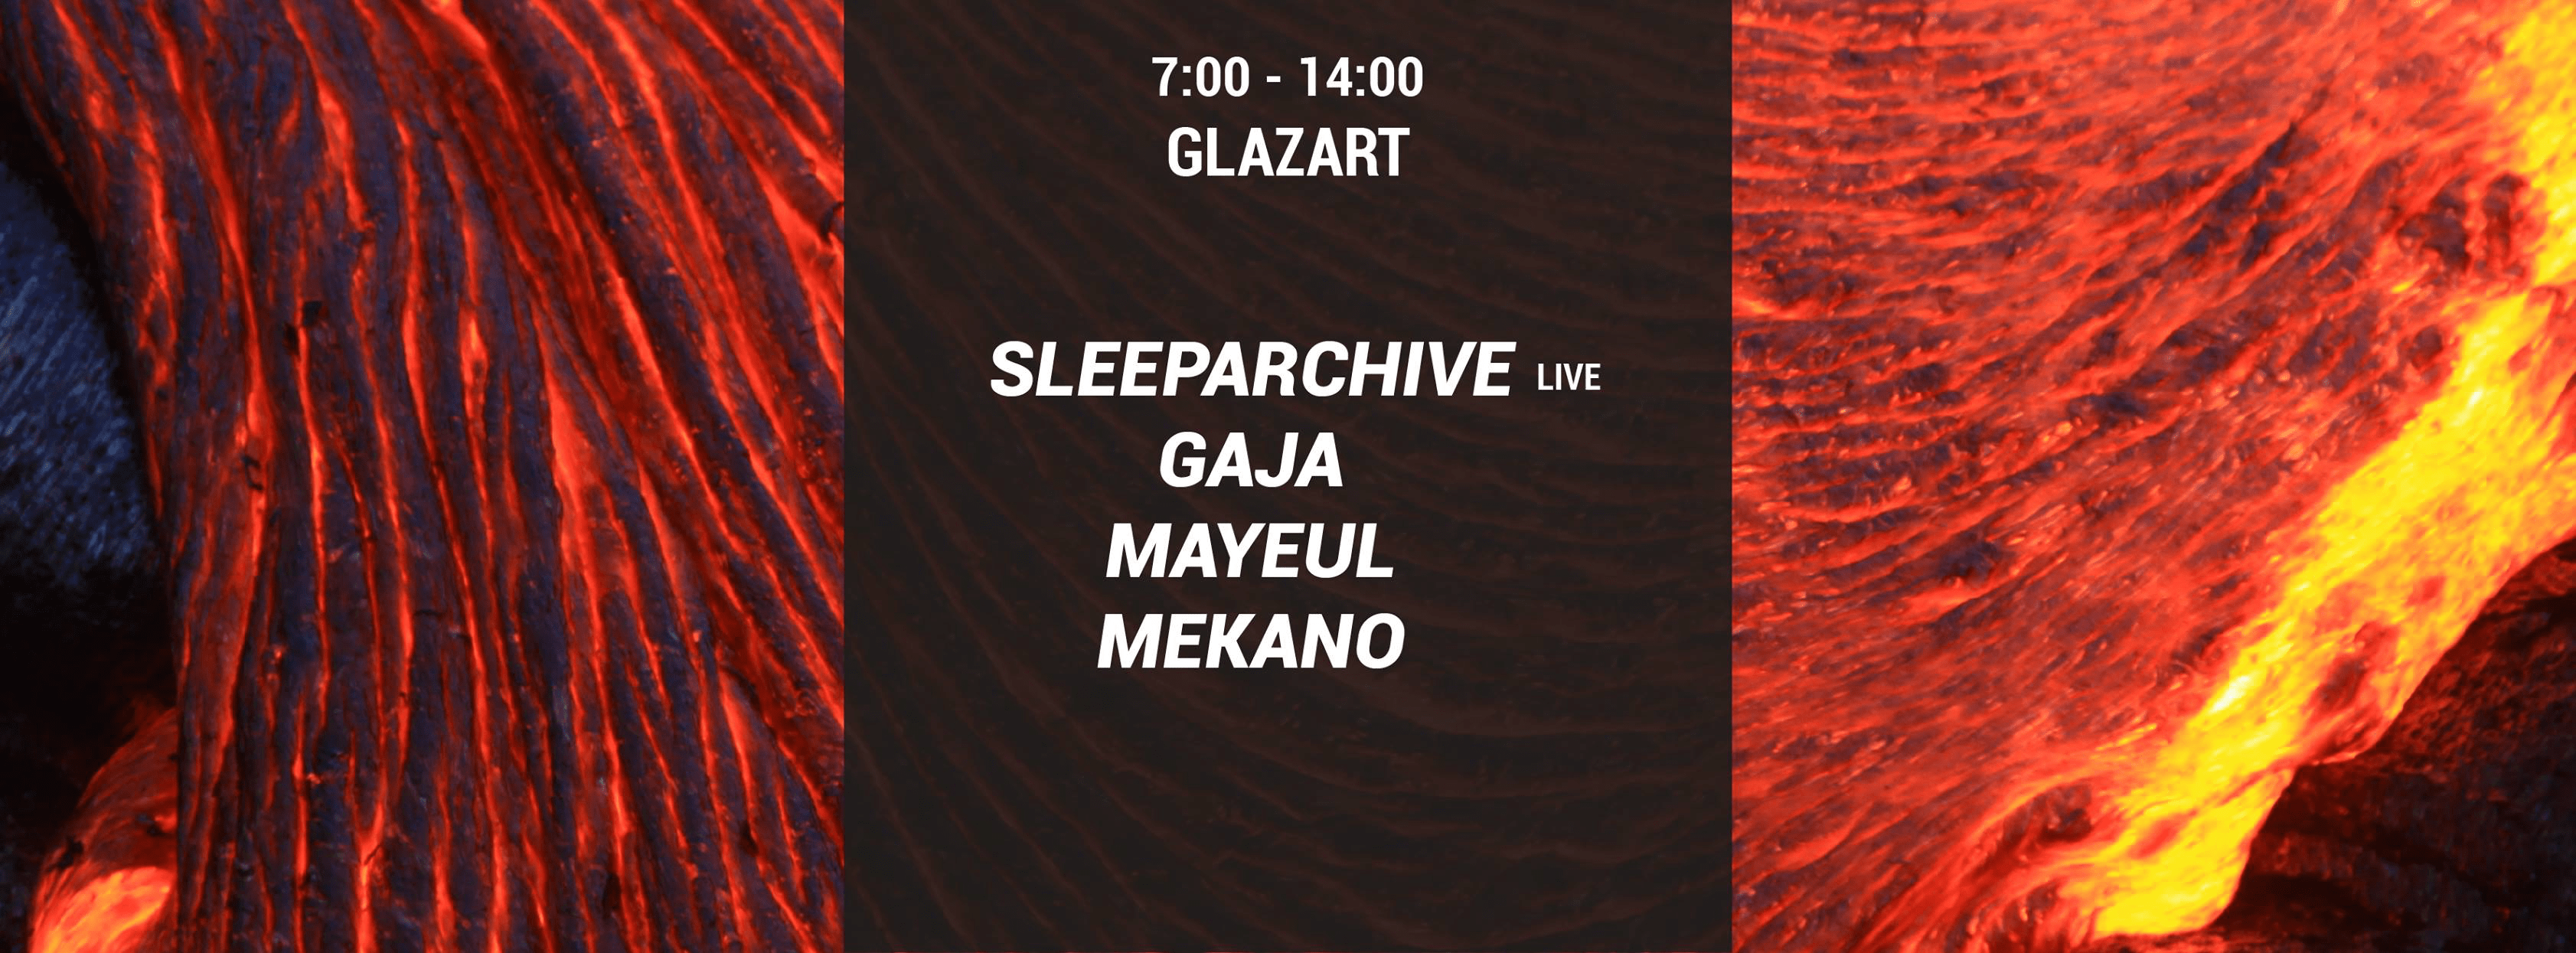 7:00 - 14:00
GLAZART
SLEEPARCHIVE LIVE
GAJA
MAYEUL
MEKANO